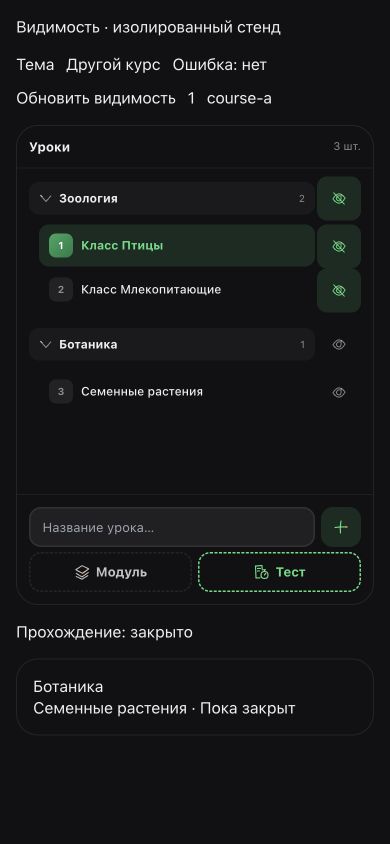 Видимость · изолированный стенд
Тема Другой курс Ошибка: нет
Обновить видимость 1 course-a
Уроки 3 шт.
Зоология 2
1 Класс Птицы
2 Класс Млекопитающие
Ботаника 1
3 Семенные растения
Название урока...
Модуль Тест
Прохождение: закрыто
Ботаника
Семенные растения · Пока закрыт